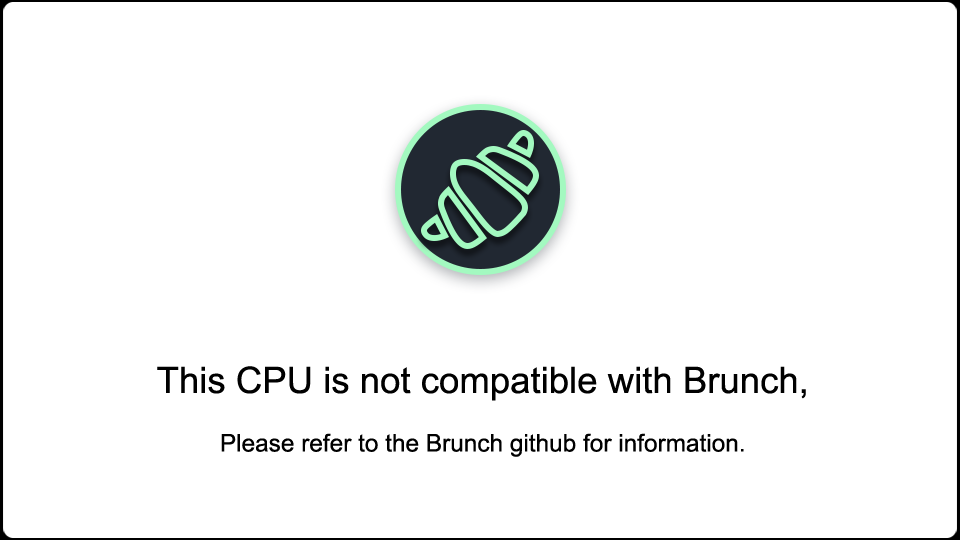 This CPU is not compatible with Brunch,
Please refer to the Brunch github for information.